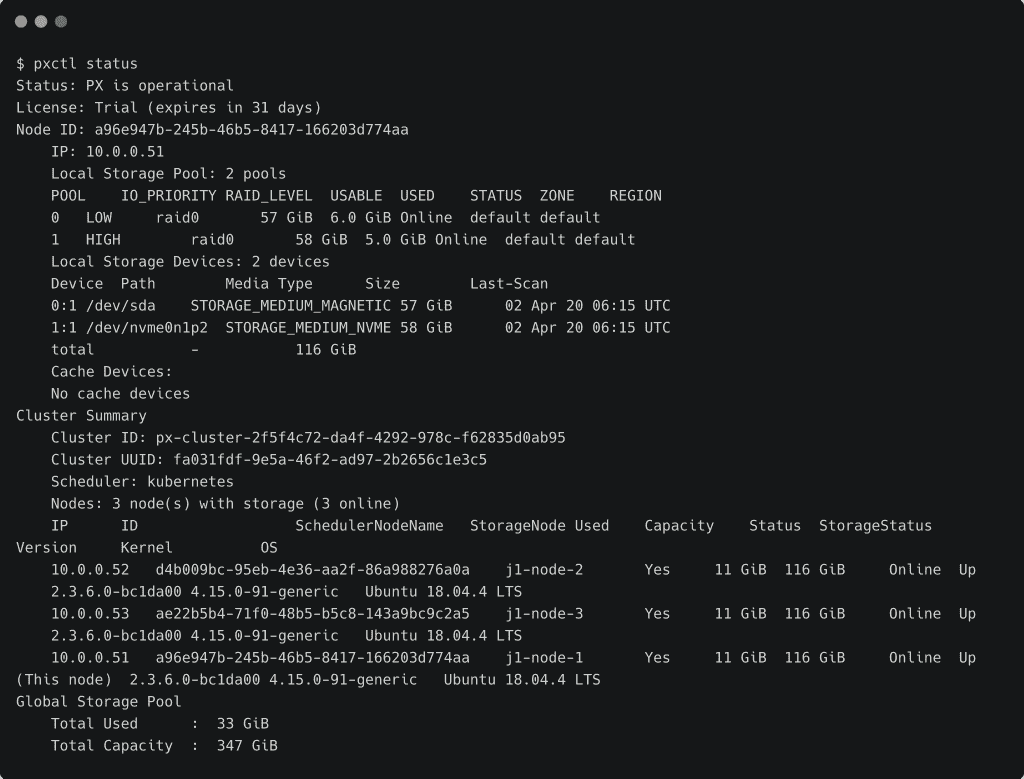 $ pxctl status
Status: PX is operational
License: Trial (expires in 31 days)
Node ID: a96e947b-245b-46b5-8417-166203d774aa
    IP: 10.0.0.51
    Local Storage Pool: 2 pools
    POOL    IO_PRIORITY RAID_LEVEL  USABLE  USED    STATUS  ZONE    REGION
    0   LOW     raid0       57 GiB  6.0 GiB Online  default default
    1   HIGH        raid0       58 GiB  5.0 GiB Online  default default
    Local Storage Devices: 2 devices
    Device  Path        Media Type      Size        Last-Scan
    0:1 /dev/sda    STORAGE_MEDIUM_MAGNETIC 57 GiB      02 Apr 20 06:15 UTC
    1:1 /dev/nvme0n1p2  STORAGE_MEDIUM_NVME 58 GiB      02 Apr 20 06:15 UTC
    total           -           116 GiB
    Cache Devices:
    No cache devices
Cluster Summary
    Cluster ID: px-cluster-2f5f4c72-da4f-4292-978c-f62835d0ab95
    Cluster UUID: fa031fdf-9e5a-46f2-ad97-2b2656c1e3c5
    Scheduler: kubernetes
    Nodes: 3 node(s) with storage (3 online)
    IP      ID                  SchedulerNodeName   StorageNode Used    Capacity    Status  StorageStatus
Version     Kernel          OS
    10.0.0.52   d4b009bc-95eb-4e36-aa2f-86a988276a0a    j1-node-2       Yes     11 GiB  116 GiB     Online  Up
    2.3.6.0-bc1da00 4.15.0-91-generic   Ubuntu 18.04.4 LTS
    10.0.0.53   ae22b5b4-71f0-48b5-b5c8-143a9bc9c2a5    j1-node-3       Yes     11 GiB  116 GiB     Online  Up
    2.3.6.0-bc1da00 4.15.0-91-generic   Ubuntu 18.04.4 LTS
    10.0.0.51   a96e947b-245b-46b5-8417-166203d774aa    j1-node-1       Yes     11 GiB  116 GiB     Online  Up
(This node)  2.3.6.0-bc1da00 4.15.0-91-generic   Ubuntu 18.04.4 LTS
Global Storage Pool
    Total Used      :  33 GiB
    Total Capacity  :  347 GiB